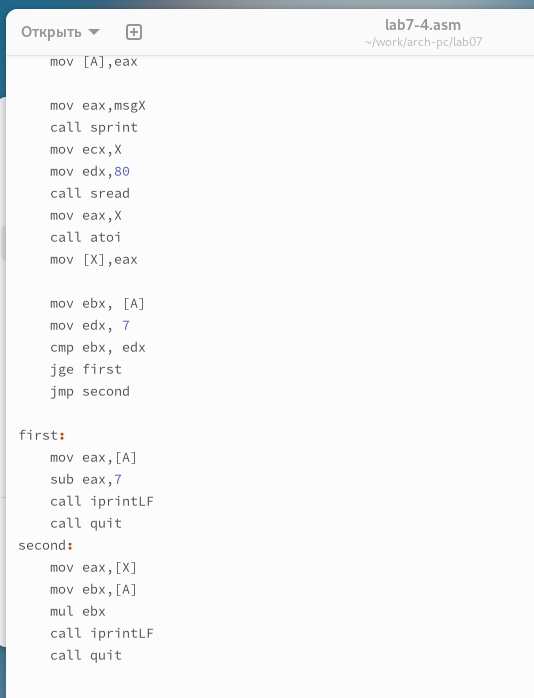 Открыть
lab7-4.asm
~/work/arch-pc/lab07
mov [A],eax
mov eax,msgX
call sprint
mov ecx,X
mov edx,80
call sread
mov eax,X
call atoi
mov [X],eax
mov ebx, [A]
mov edx, 7
cmp ebx, edx
jge first
jmp second
first:
mov eax,[A]
sub eax,7
call iprintLF
call quit
second:
mov eax,[X]
mov ebx,[A]
mul ebx
call iprintLF
call quit